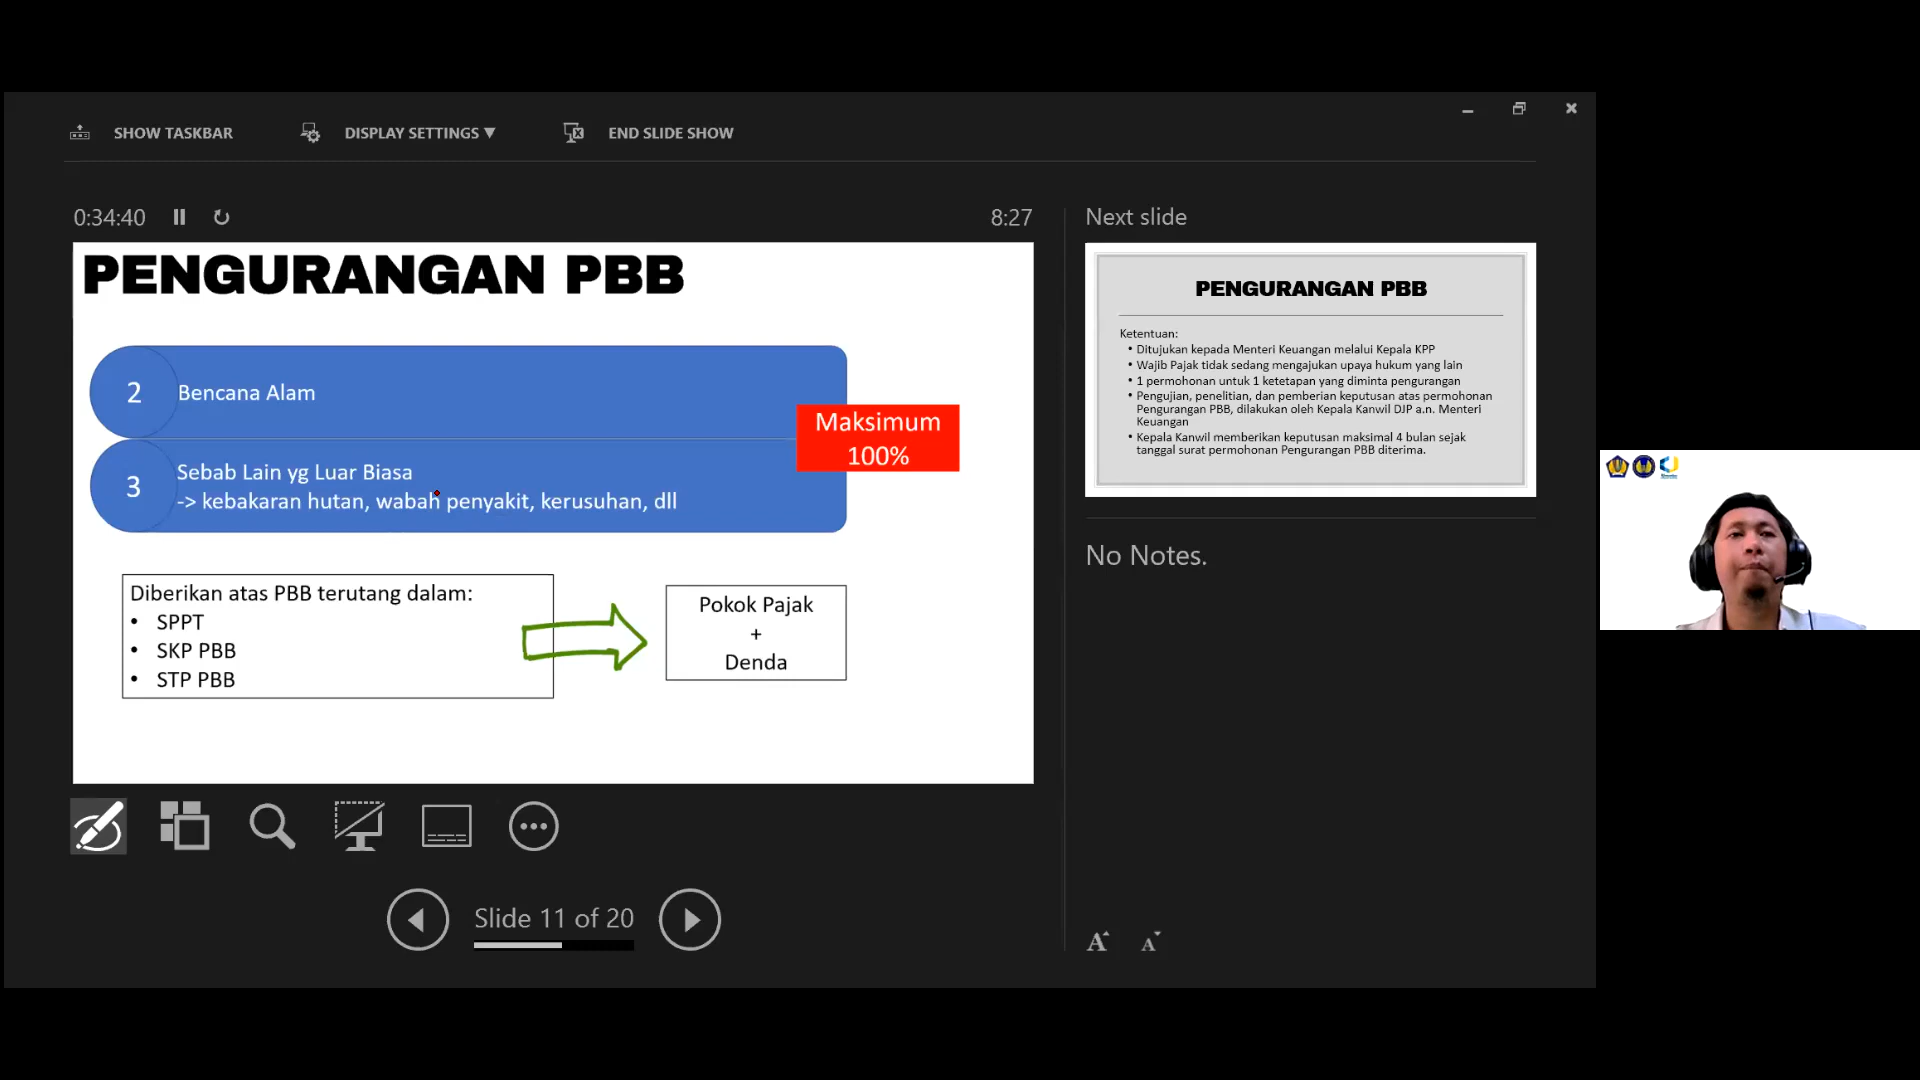 SHOW TASKBAR
DISPLAY SETTINGS ▼
END SLIDE SHOW
0:34:40
8:27
PENGURANGAN PBB
2
Bencana Alam
3
Sebab Lain yg Luar Biasa
-> kebakaran hutan, wabah penyakit, kerusuhan, dll
Maksimum
100%
Diberikan atas PBB terutang dalam:
• SPPT
• SKP PBB
• STP PBB
Pokok Pajak
+
Denda
Slide 11 of 20
Next slide
PENGURANGAN PBB
Ketentuan:
• Ditujukan kepada Menteri Keuangan melalui Kepala KPP
• Wajib Pajak tidak sedang mengajukan upaya hukum yang lain
• 1 permohonan untuk 1 ketetapan yang diminta pengurangan
• Pengujian, penelitian, dan pemberian keputusan atas permohonan
Pengurangan PBB, dilakukan oleh Kepala Kanwil DJP a.n. Menteri
Keuangan
• Kepala Kanwil memberikan keputusan maksimal 4 bulan sejak
tanggal surat permohonan Pengurangan PBB diterima.
No Notes.
A A